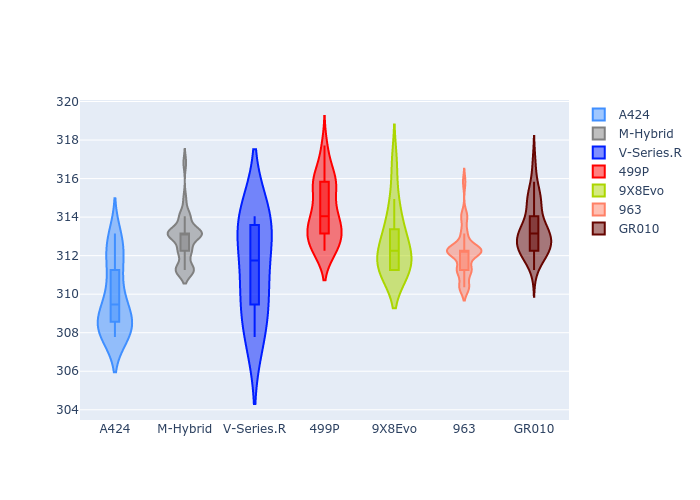 320
318
316
314
312
310
308
306
304
A424
M-Hybrid
V-Series.R
499P
9X8Evo
963
GR010
A424
M-Hybrid
V-Series.R
499P
9X8Evo
963
GR010